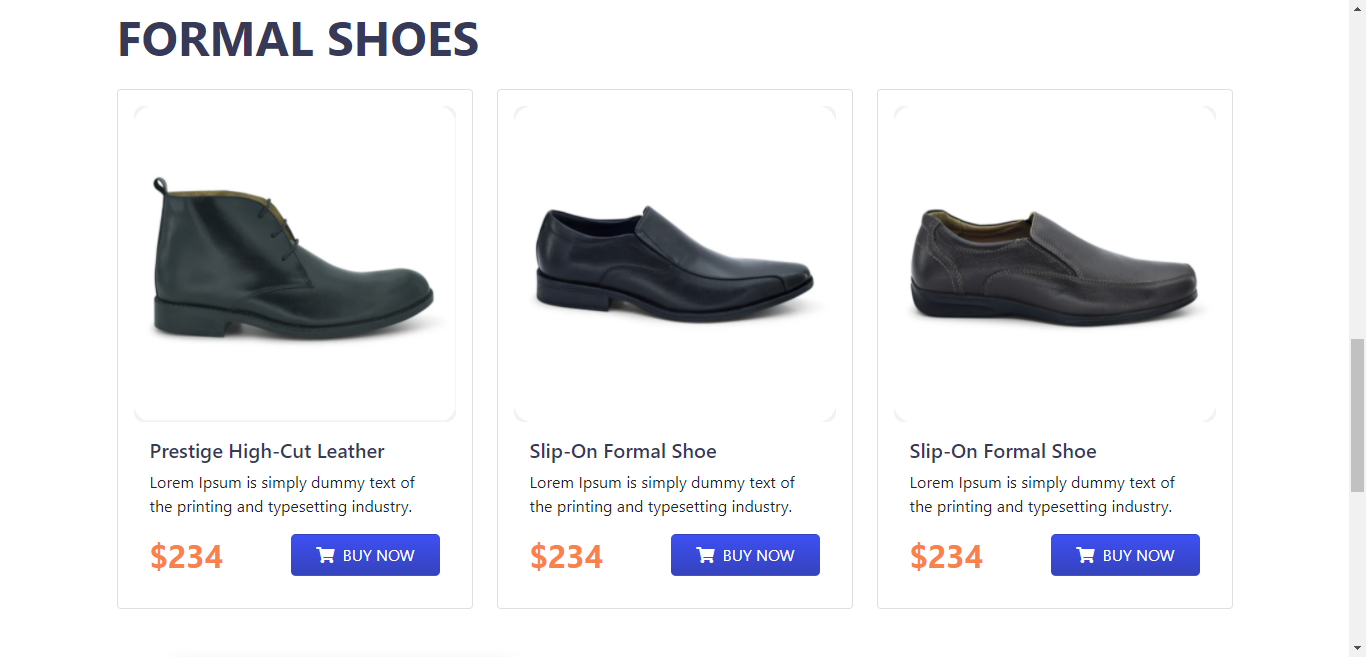 FORMAL SHOES
Prestige High-Cut Leather
Lorem Ipsum is simply dummy text of
the printing and typesetting industry.
$234
BUY NOW
Slip-On Formal Shoe
Lorem Ipsum is simply dummy text of
the printing and typesetting industry.
$234
BUY NOW
Slip-On Formal Shoe
Lorem Ipsum is simply dummy text of
the printing and typesetting industry.
$234
BUY NOW